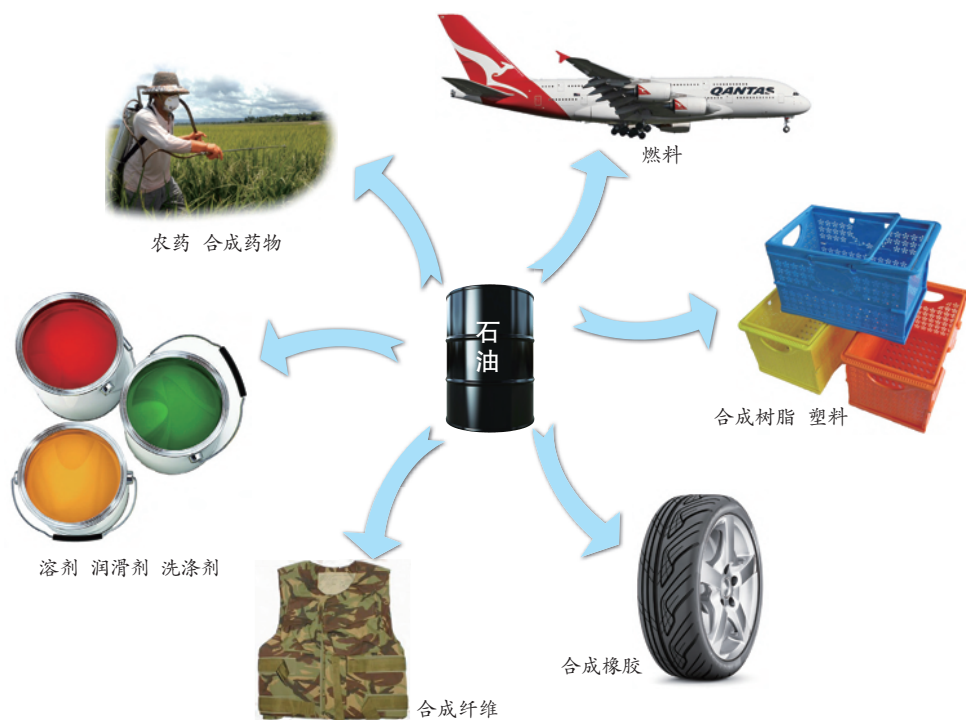 QANTAS
燃料
农药 合成药物
石
油
合成树脂 塑料
溶剂 润滑剂 洗涤剂
合成橡胶
合成纤维